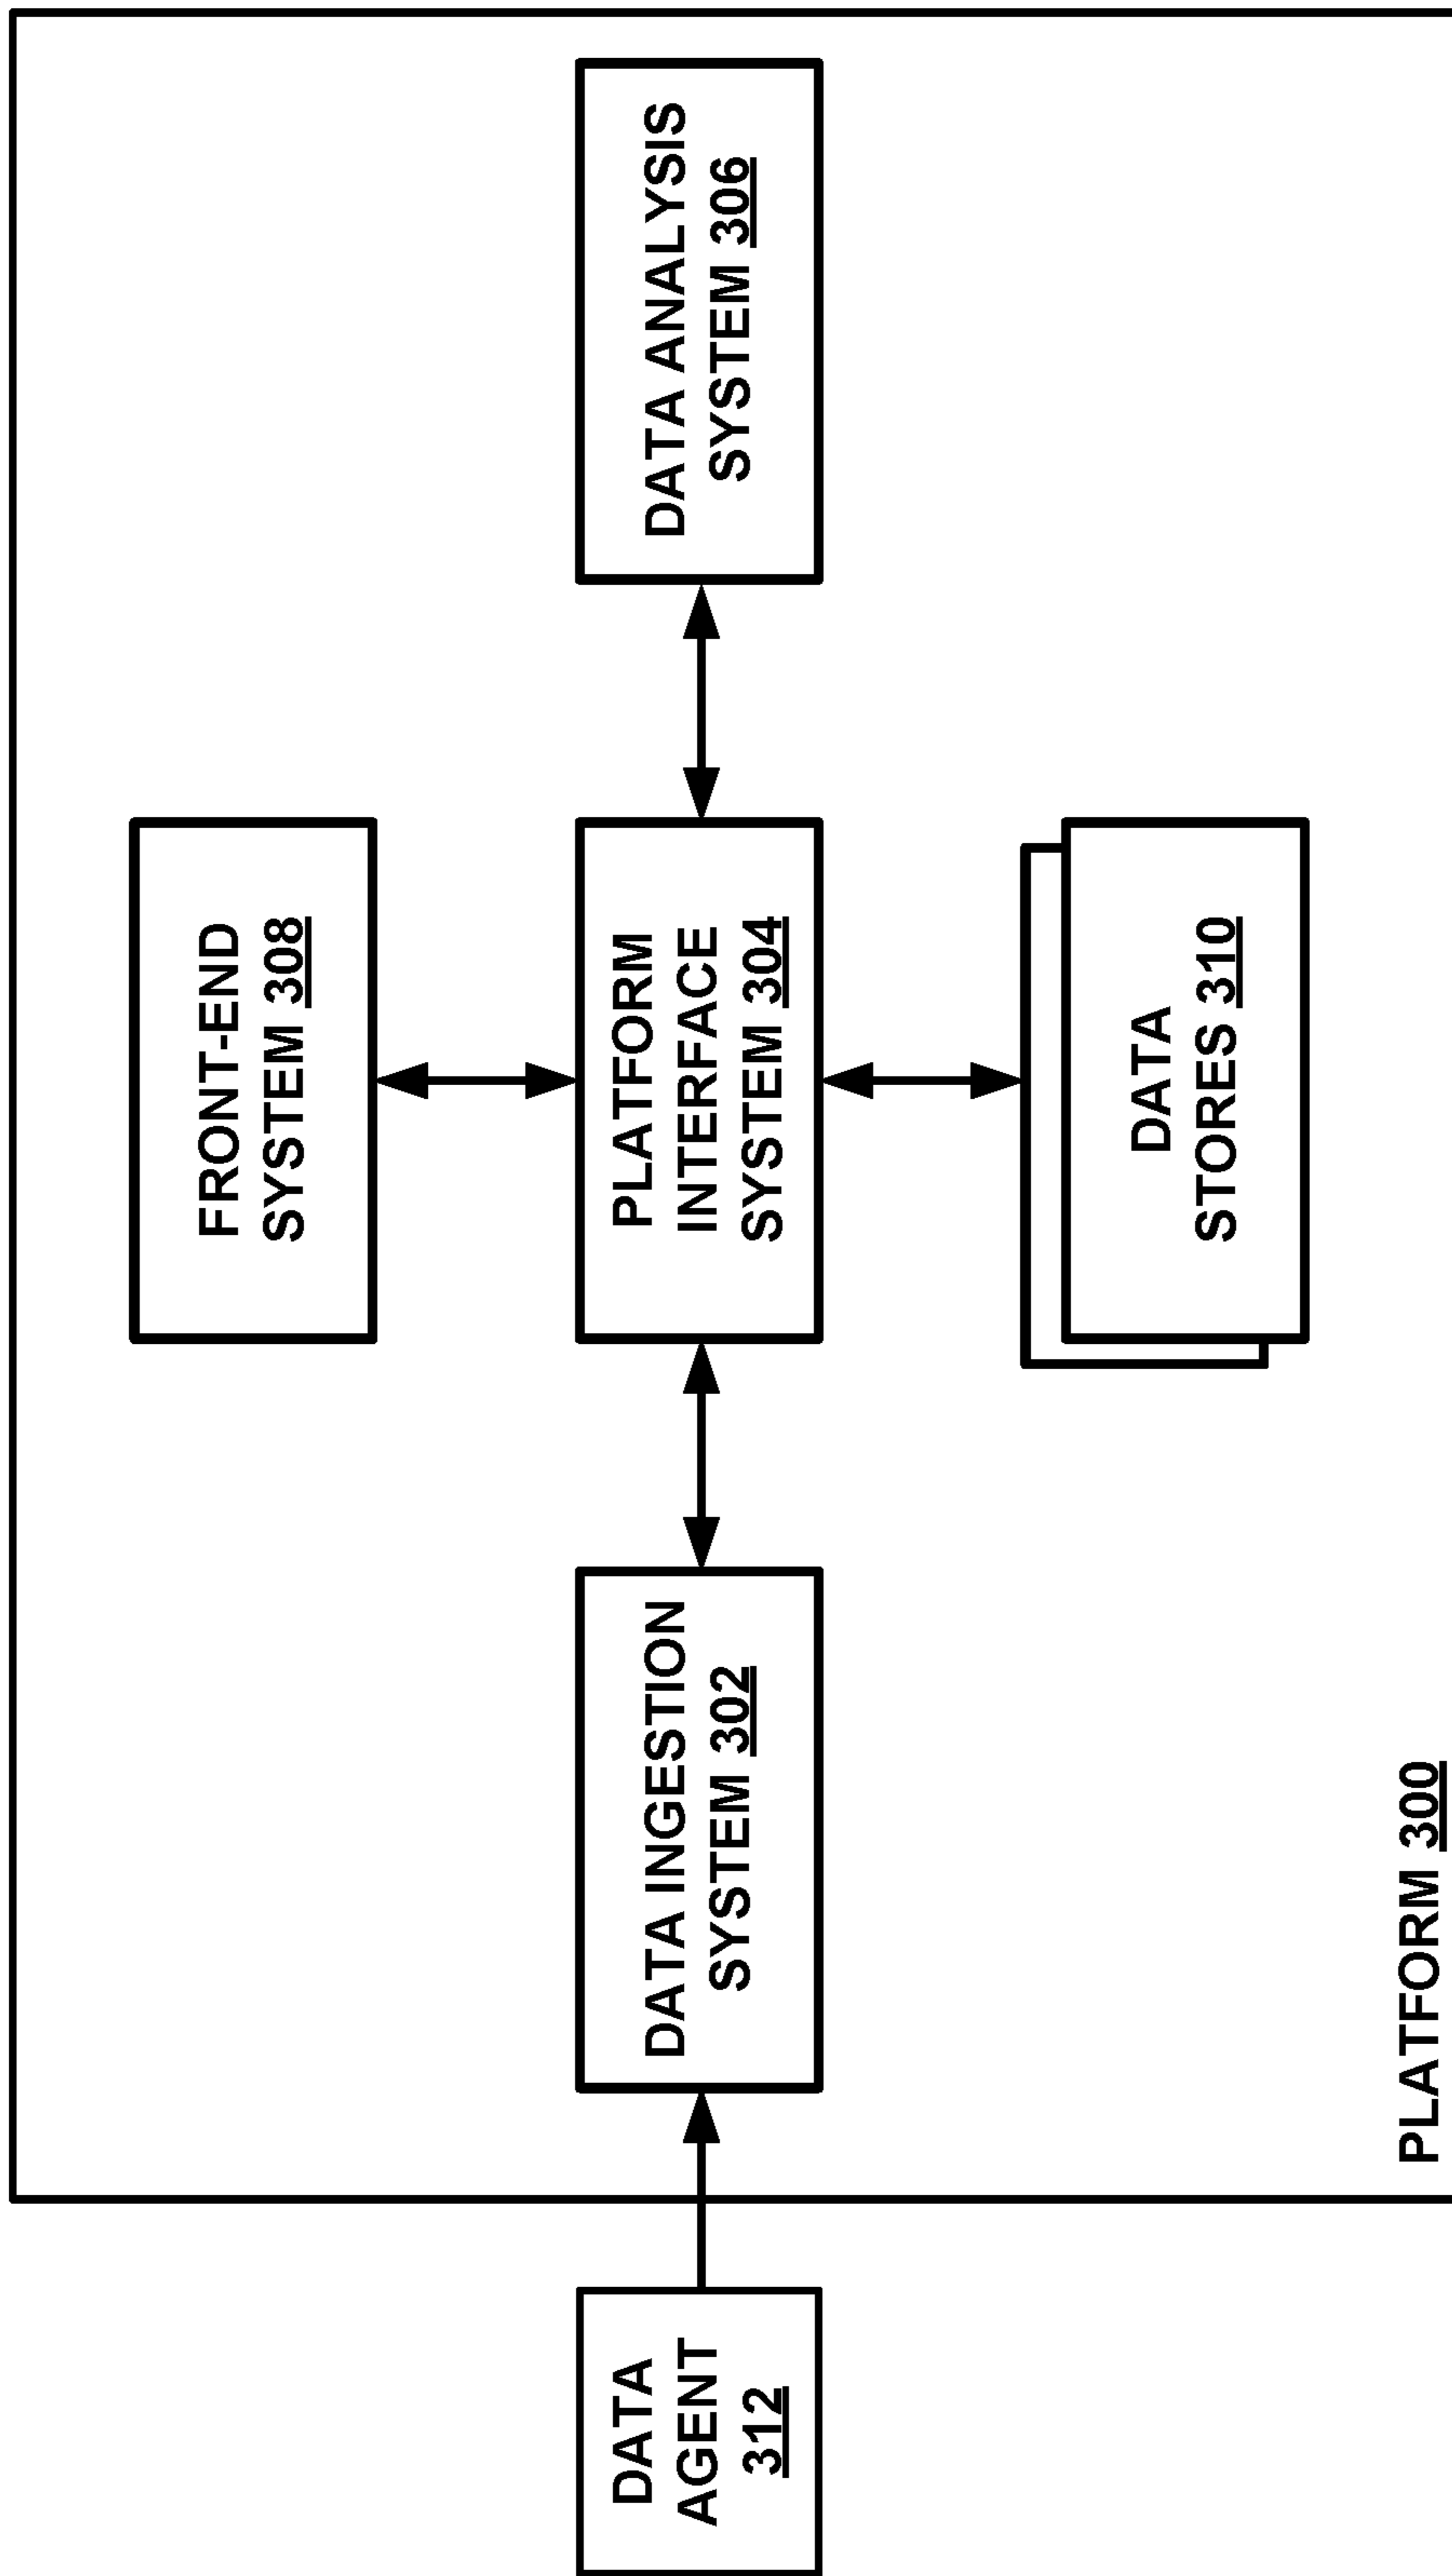 FRONT-END
SYSTEM 308
DATA
AGENT
312
DATA INGESTION
SYSTEM 302
PLATFORM
INTERFACE
SYSTEM 304
DATA ANALYSIS
SYSTEM 306
DATA
STORES 310
PLATFORM 300